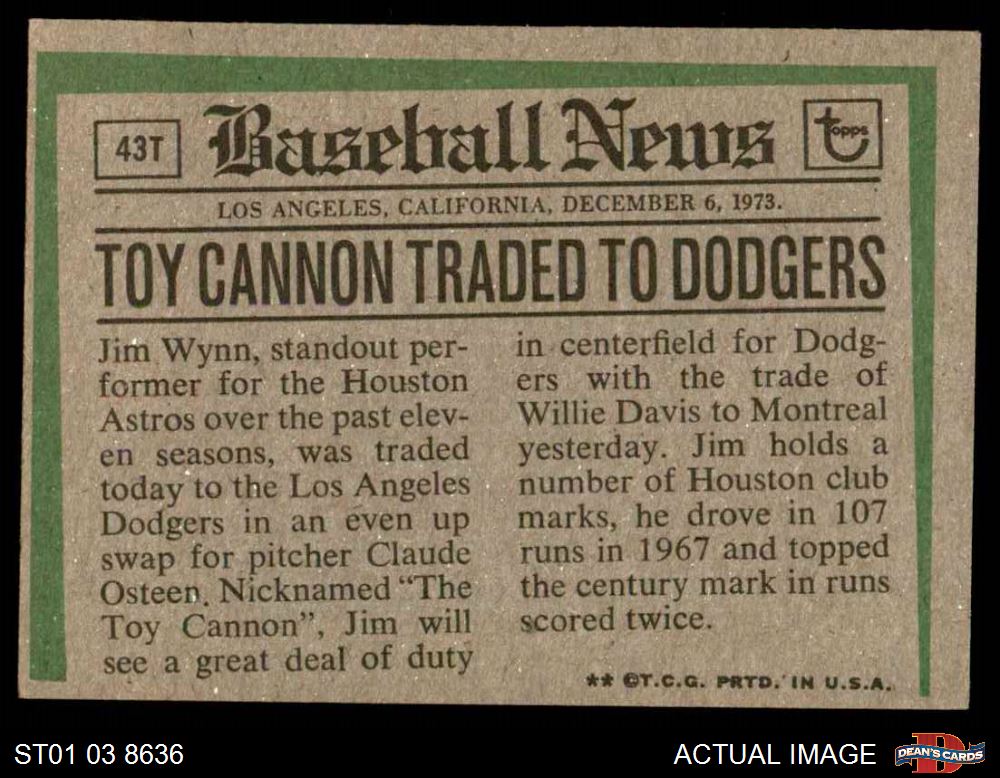 43T
Baseball News
topps
LOS ANGELES, CALIFORNIA, DECEMBER 6, 1973.
TOY CANNON TRADED TO DODGERS
Jim Wynn, standout per-
former for the Houston
Astros over the past elev-
en seasons, was traded
today to the Los Angeles
Dodgers in an even up
swap for pitcher Claude
Osteen. Nicknamed “The
Toy Cannon”, Jim will
see a great deal of duty
in centerfield for Dodg-
ers with the trade of
Willie Davis to Montreal
yesterday. Jim holds a
number of Houston club
marks, he drove in 107
runs in 1967 and topped
the century mark in runs
scored twice.
** ©T.C.G. PRTD. IN U.S.A.
ST01 03 8636
ACTUAL IMAGE
D
DEAN'S CARDS